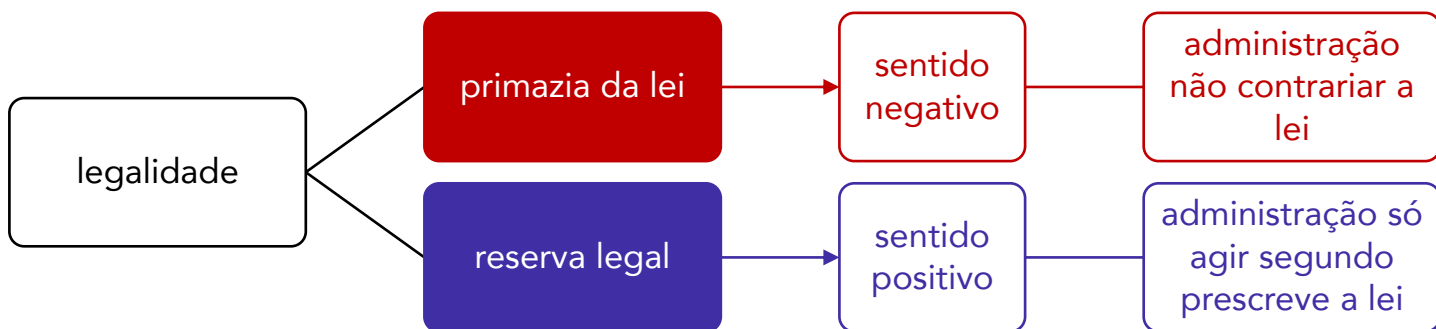 legalidade
primazia da lei
sentido
negativo
administração
não contrariar a
lei
reserva legal
sentido
positivo
administração só
agir segundo
prescreve a lei